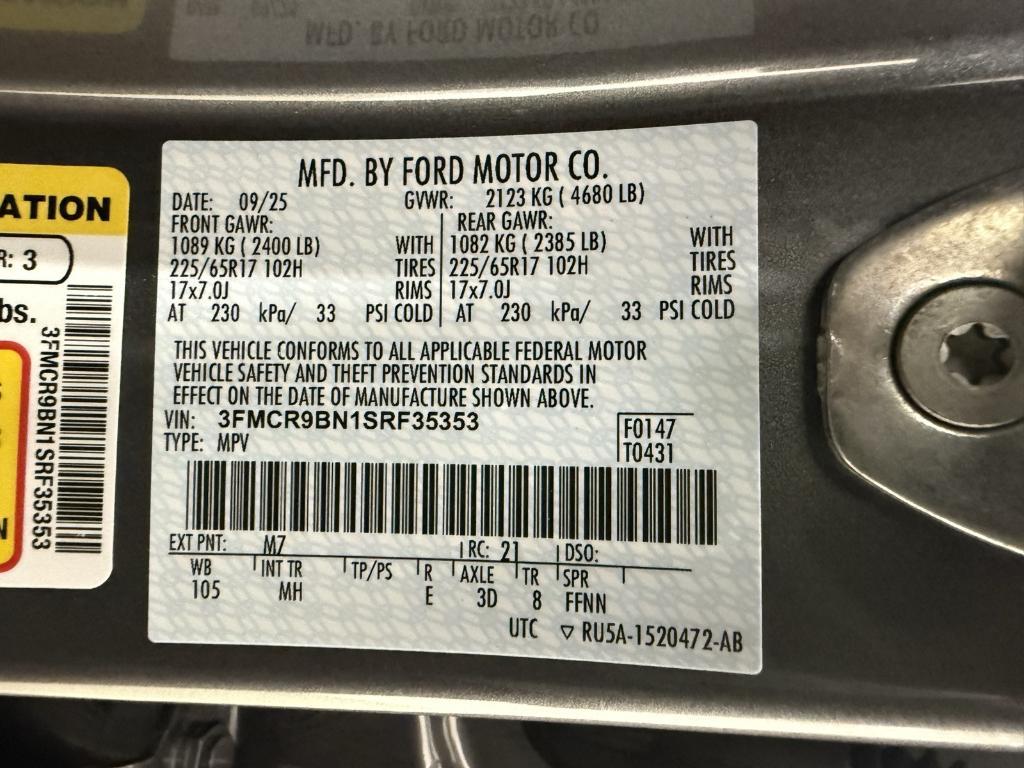 MFD. BY FORD MOTOR CO.
ATION
R: 3
bs.
3FMCR9BN1SRF35353
MFD. BY FORD MOTOR CO.
DATE: 09/25 GVWR: 2123 KG ( 4680 LB)
FRONT GAWR: REAR GAWR:
1089 KG ( 2400 LB) WITH 1082 KG ( 2385 LB) WITH
225/65R17 102H TIRES 225/65R17 102H TIRES
17x7.0J RIMS 17x7.0J RIMS
AT 230 kPa/ 33 PSI COLD AT 230 kPa/ 33 PSI COLD
THIS VEHICLE CONFORMS TO ALL APPLICABLE FEDERAL MOTOR
VEHICLE SAFETY AND THEFT PREVENTION STANDARDS IN
EFFECT ON THE DATE OF MANUFACTURE SHOWN ABOVE.
VIN: 3FMCR9BN1SRF35353 F0147
TYPE: MPV T0431
EXT PNT: M7 RC: 21 DSO:
WB INT TR TP/PS R AXLE TR SPR
105 MH E 3D 8 FFNN
UTC ▽ RU5A-1520472-AB